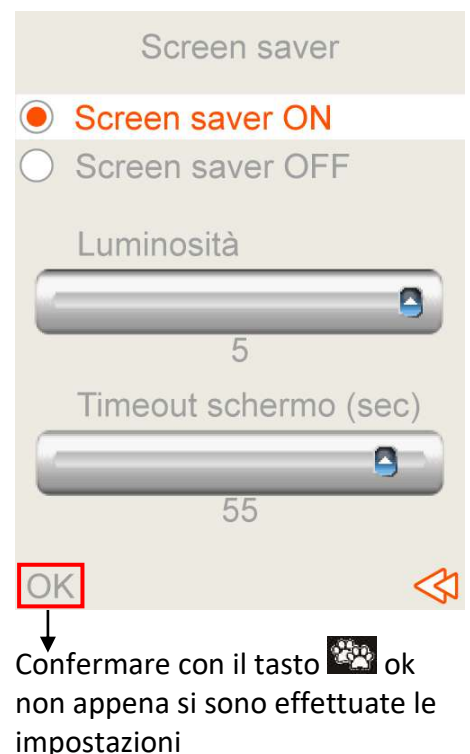 Screen saver
Screen saver ON
Screen saver OFF
Luminosità
5
Timeout schermo (sec)
55
OK
Confermare con il tasto ok
non appena si sono effettuate le
impostazioni